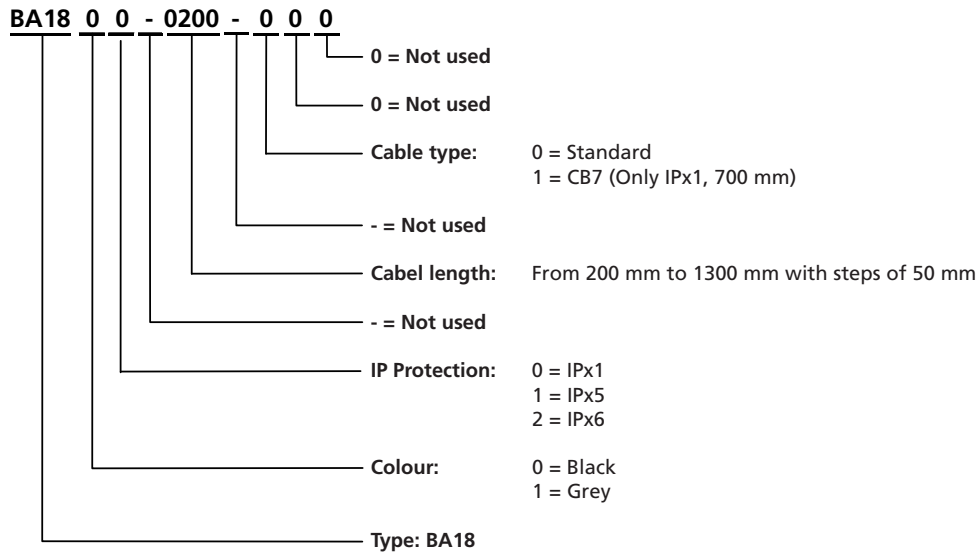 BA18 0 0 - 0200 - 0 0 0
0 = Not used
0 = Not used
Cable type: 0 = Standard
1 = CB7 (Only IPx1, 700 mm)
- = Not used
Cabel length: From 200 mm to 1300 mm with steps of 50 mm
- = Not used
IP Protection: 0 = IPx1
1 = IPx5
2 = IPx6
Colour: 0 = Black
1 = Grey
Type: BA18